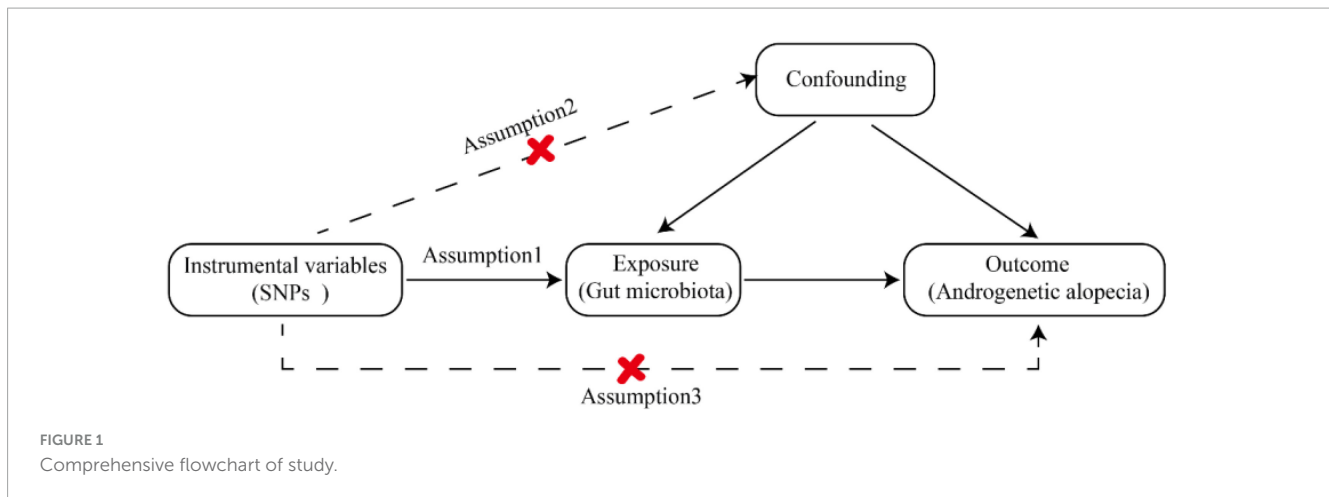 Confounding
Assumption2
Instrumental variables
(SNPs )
Assumption1
Exposure
(Gut microbiota)
Outcome
(Androgenetic alopecia)
Assumption3
FIGURE 1
Comprehensive flowchart of study.